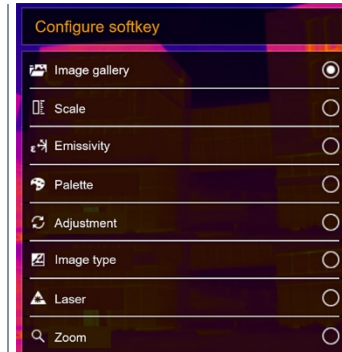 Configure softkey
Image gallery
Scale
Emissivity
Palette
Adjustment
Image type
Laser
Zoom